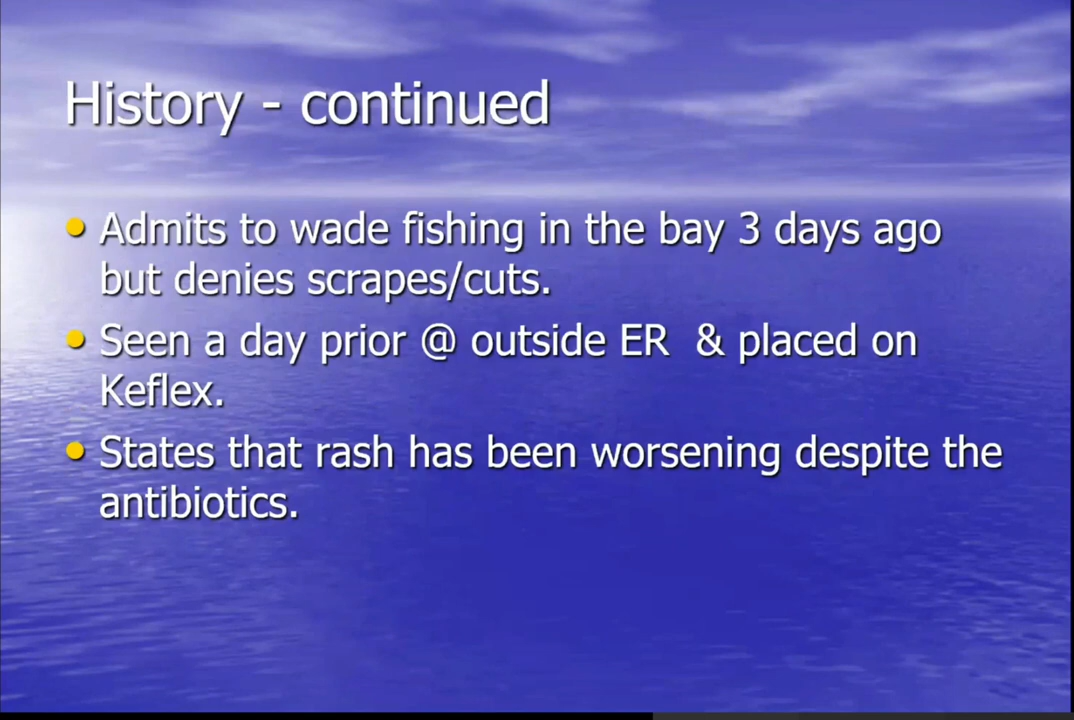 History - continued
• Admits to wade fishing in the bay 3 days ago
but denies scrapes/cuts.
• Seen a day prior @ outside ER & placed on
Keflex.
• States that rash has been worsening despite the
antibiotics.